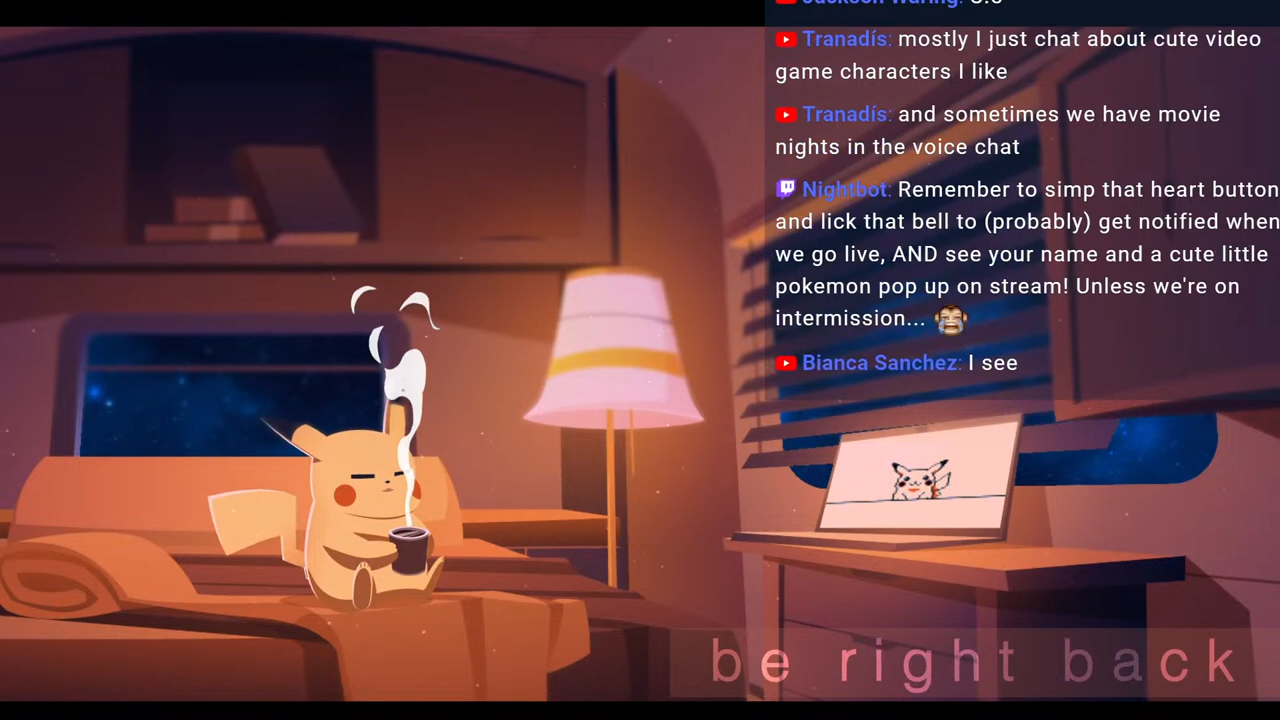 Tranadís: mostly I just chat about cute video
game characters I like
Tranadís: and sometimes we have movie
nights in the voice chat
Nightbot: Remember to simp that heart button
and lick that bell to (probably) get notified when
we go live, AND see your name and a cute little
pokemon pop up on stream! Unless we're on
intermission...
Bianca Sanchez: I see
be right back